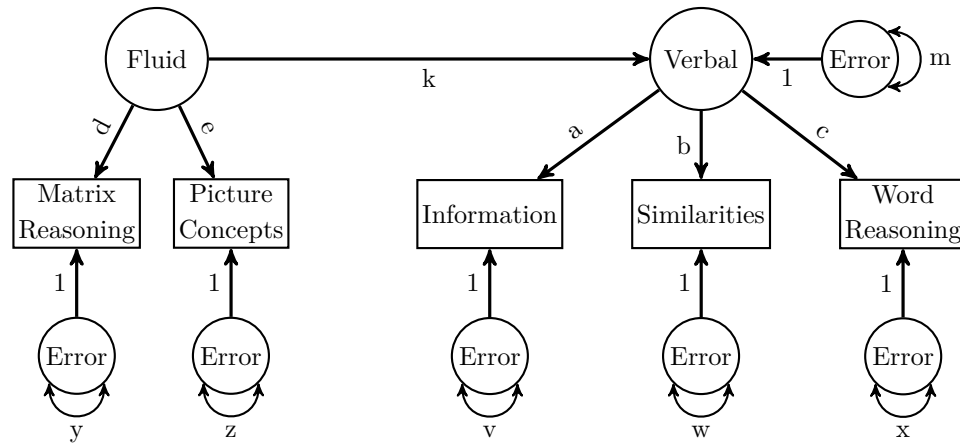 Fluid
Verbal
Error
m
k
1
d
e
a
b
c
Matrix
Reasoning
Picture
Concepts
Information
Similarities
Word
Reasoning
1
1
1
1
1
Error
Error
Error
Error
Error
y
z
v
w
x